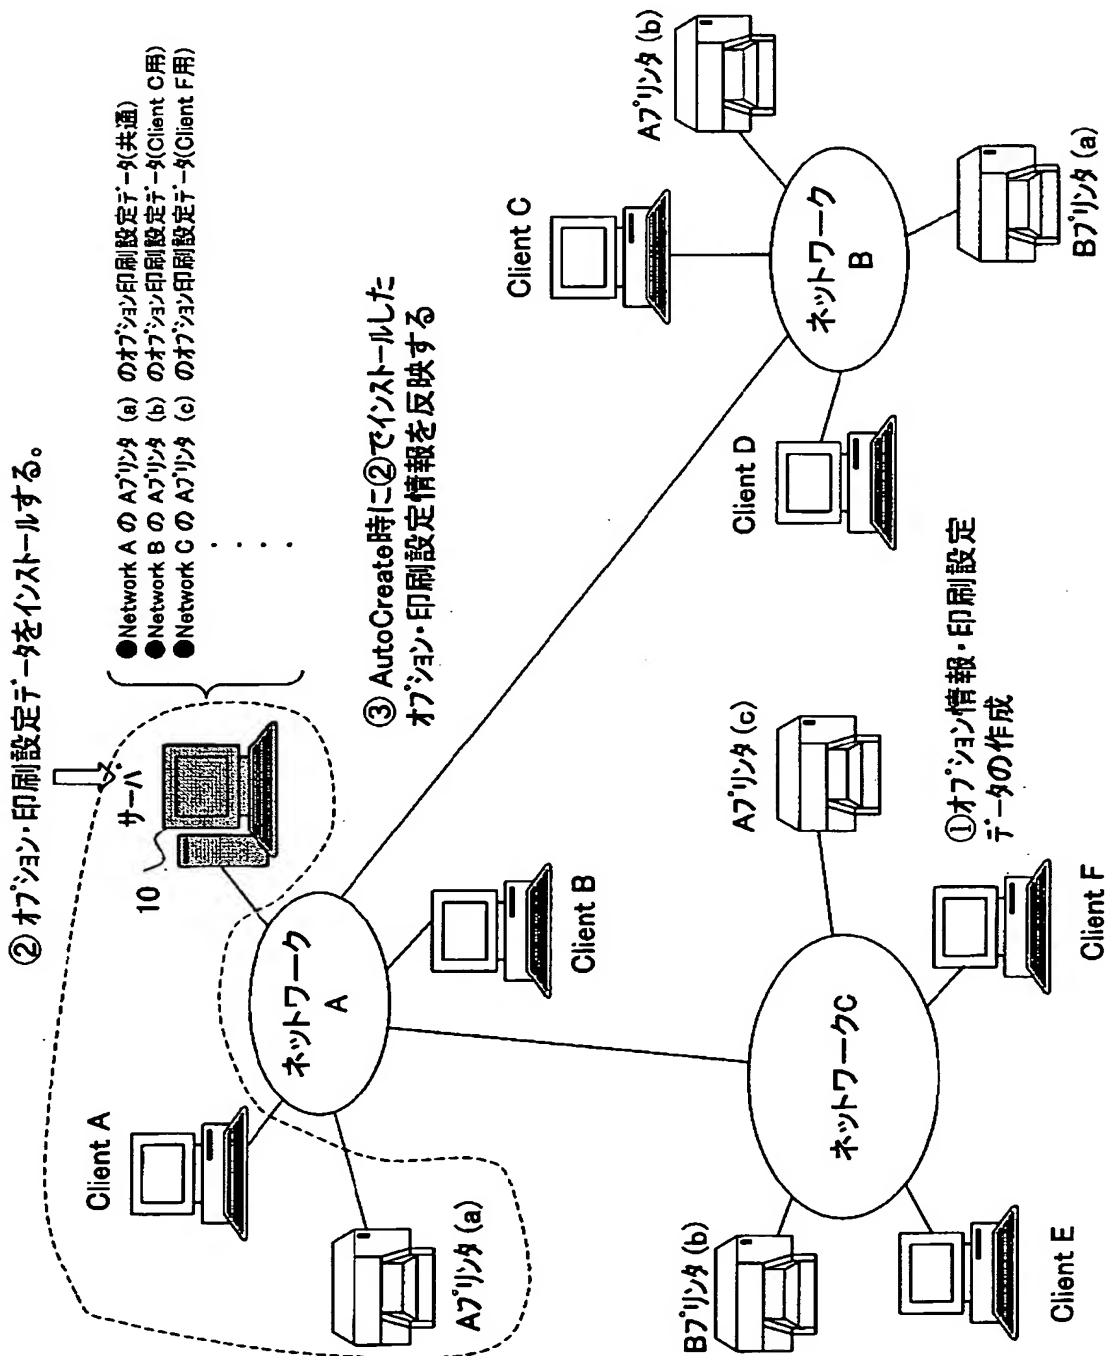 ② オプション・印刷設定データをインストールする。
●Network A の Aプリンタ (a) のオプション印刷設定データ(共通)
●Network B の Aプリンタ (b) のオプション印刷設定データ(Client C用)
●Network C の Aプリンタ (c) のオプション印刷設定データ(Client F用)
・・・・
サーバ
10
③ AutoCreate時に②でインストールした
オプション・印刷設定情報を反映する
Client A
ネットワーク
A
Aプリンタ (a)
Client B
Client C
Aプリンタ (b)
ネットワーク
B
Client D
Bプリンタ (a)
①オプション情報・印刷設定
データの作成
Aプリンタ (c)
ネットワークC
Bプリンタ (b)
Client E
Client F